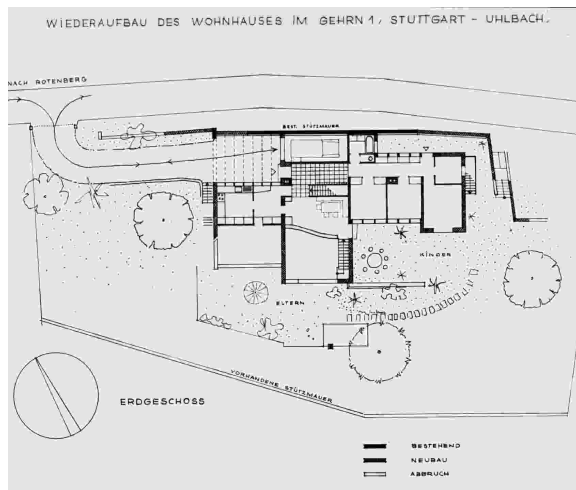 WIEDERAUFBAU DES WOHNHAUSES IM GEHRN 1, STUTTGART - UHLBACH.
NACH ROTENBERG
BEST. STÜTZMAUER
KINDER
ELTERN
VORHANDENE STÜTZMAUER
ERDGESCHOSS
BESTEHEND
NEUBAU
ABBRUCH